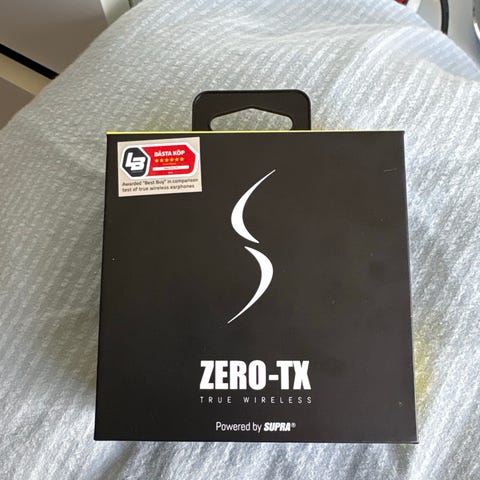 LB
BÄSTA KÖP
Awarded "Best Buy" in comparison
test of true wireless earphones
ZERO-TX
TRUE WIRELESS
Powered by SUPRA®